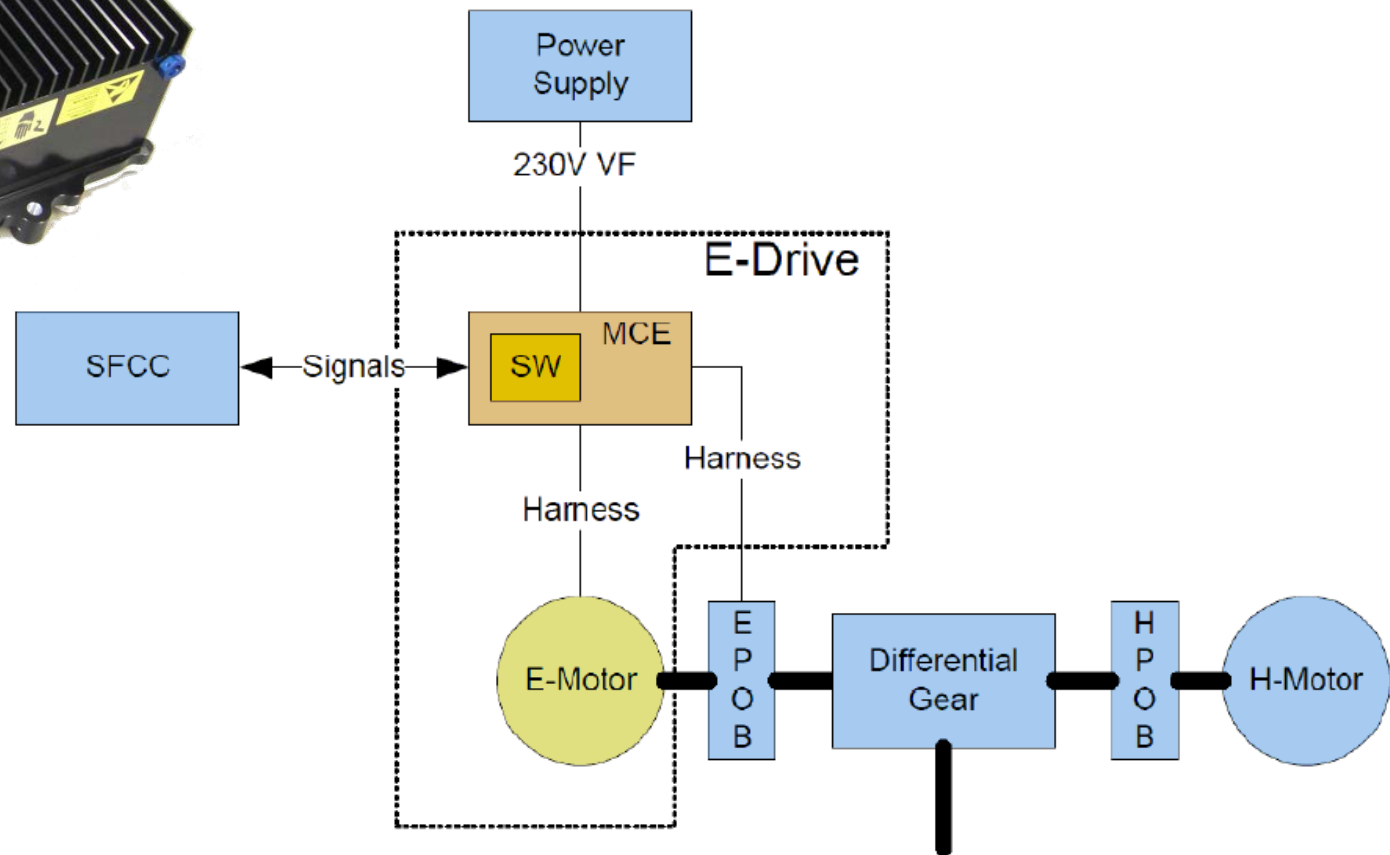 Power
Supply
230V VF
E-Drive
MCE
SW
SFCC
Signals
Harness
Harness
E
P
O
B
E-Motor
Differential
Gear
H
P
O
B
H-Motor